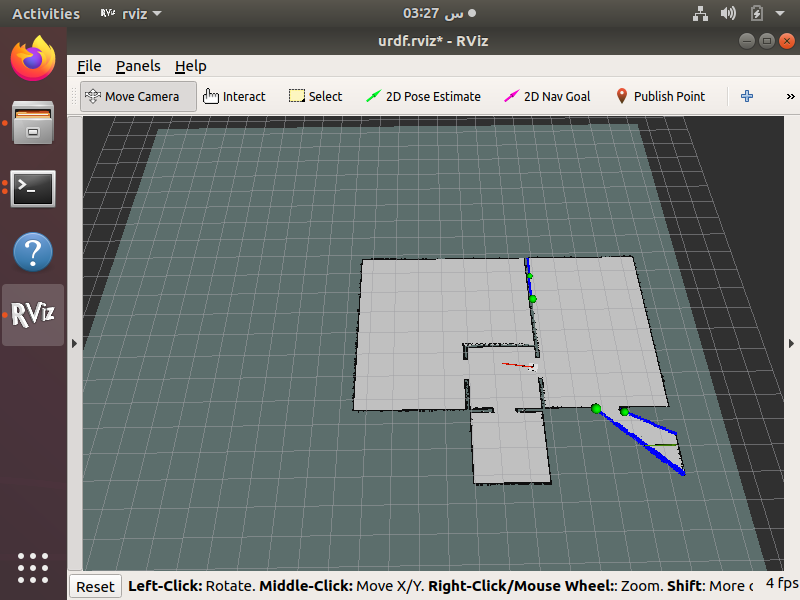 Activities RViz rviz 03:27 س
urdf.rviz* - RViz
File Panels Help
Move Camera Interact Select 2D Pose Estimate 2D Nav Goal Publish Point »
>_
?
RViz
Reset Left-Click: Rotate. Middle-Click: Move X/Y. Right-Click/Mouse Wheel:: Zoom. Shift: More o 4 fps